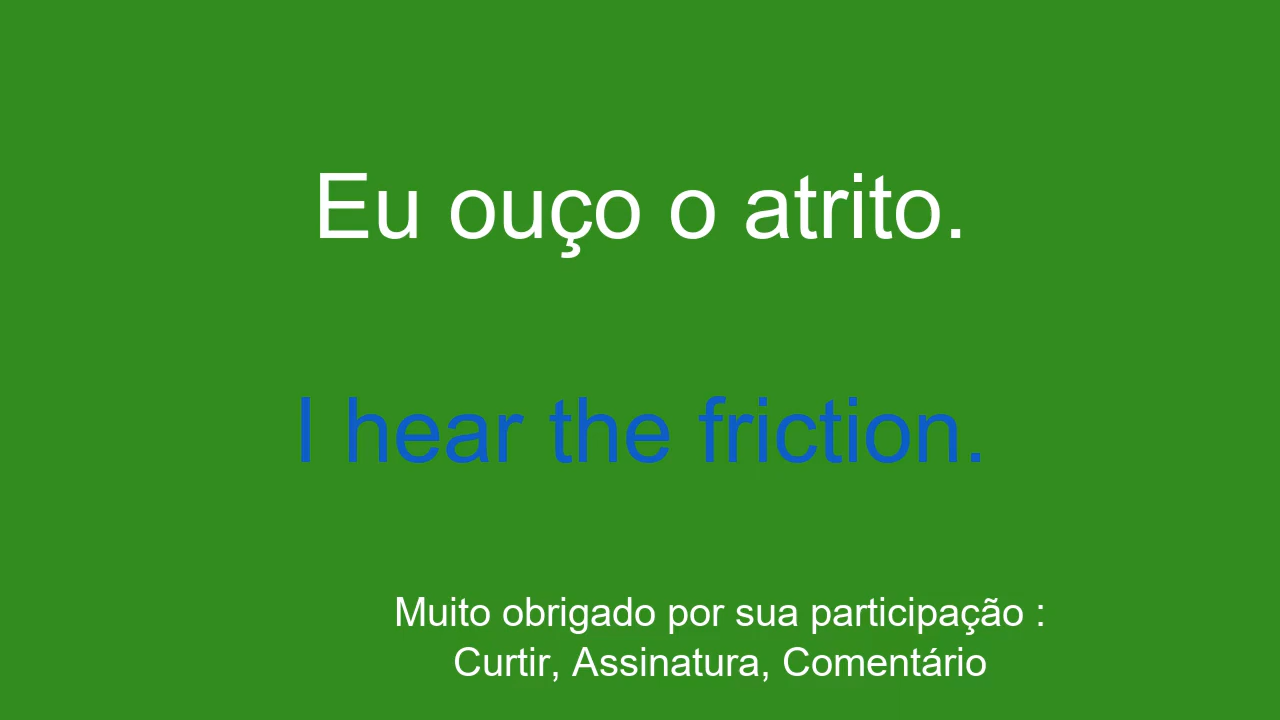 Eu ouço o atrito.
I hear the friction.
Muito obrigado por sua participação :
Curtir, Assinatura, Comentário